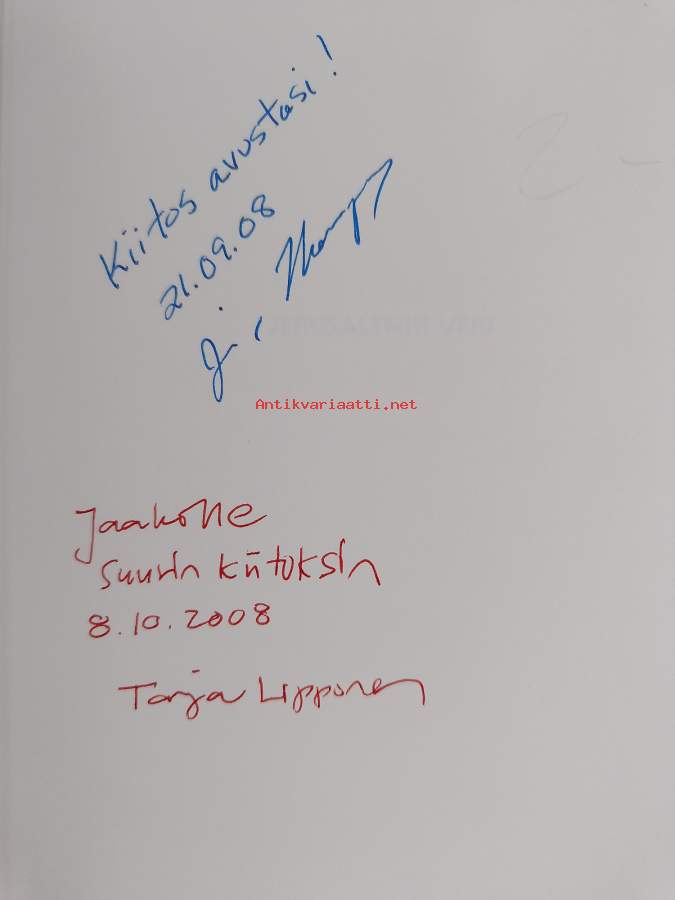 Kiitos avustasi!
21.09.08
J.
Antikvariaatti.net
Jaakolle
suurin kiitoksin
8.10.2008
Tarja Lipponen